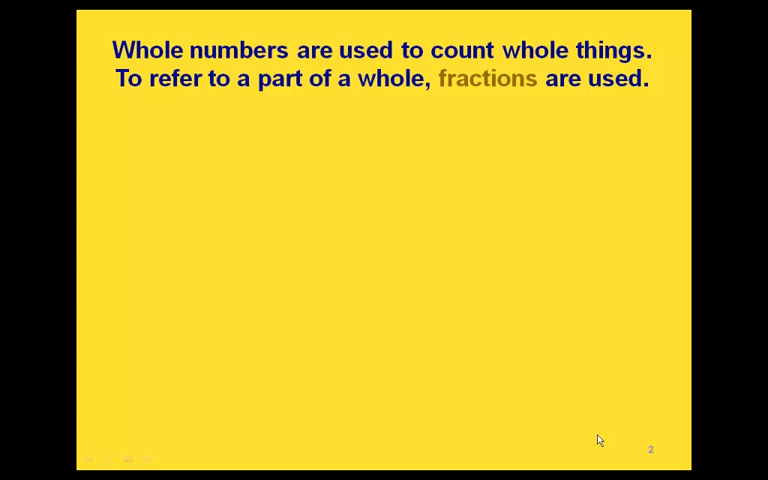 Whole numbers are used to count whole things.
To refer to a part of a whole, fractions are used.
2